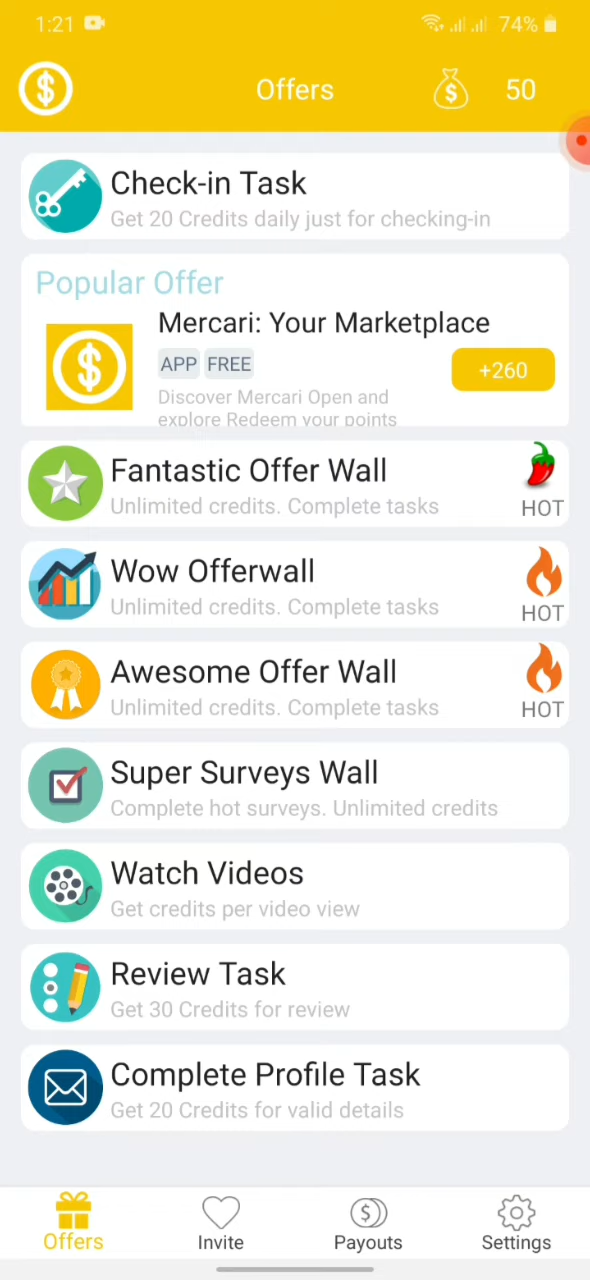 1:21
74%
Offers
50
Check-in Task
Get 20 Credits daily just for checking-in
Popular Offer
Mercari: Your Marketplace
APP FREE
+260
Discover Mercari Open and
explore Redeem your points
Fantastic Offer Wall
Unlimited credits. Complete tasks
HOT
Wow Offerwall
Unlimited credits. Complete tasks
HOT
Awesome Offer Wall
Unlimited credits. Complete tasks
HOT
Super Surveys Wall
Complete hot surveys. Unlimited credits
Watch Videos
Get credits per video view
Review Task
Get 30 Credits for review
Complete Profile Task
Get 20 Credits for valid details
Offers
Invite
Payouts
Settings